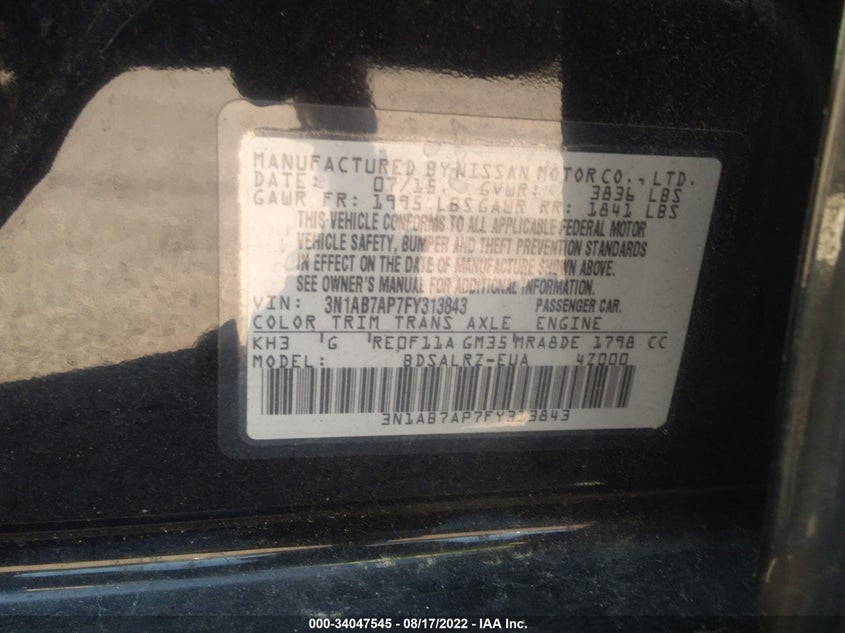 MANUFACTURED BY NISSAN MOTOR CO., LTD.
DATE: 07/15 GVWR: 3836 LBS
GAWR FR: 1995 LBS GAWR RR: 1841 LBS
THIS VEHICLE CONFORMS TO ALL APPLICABLE FEDERAL MOTOR
VEHICLE SAFETY, BUMPER AND THEFT PREVENTION STANDARDS
IN EFFECT ON THE DATE OF MANUFACTURE SHOWN ABOVE.
SEE OWNER'S MANUAL FOR ADDITIONAL INFORMATION.
VIN: 3N1AB7AP7FY313843 PASSENGER CAR.
COLOR TRIM TRANS AXLE ENGINE
KH3 G RE0F11A GM35 MRA8DE 1798 CC
MODEL: BDSALRZ-EUA 4Z000
3N1AB7AP7FY313843
000-34047545 - 08/17/2022 - IAA Inc.